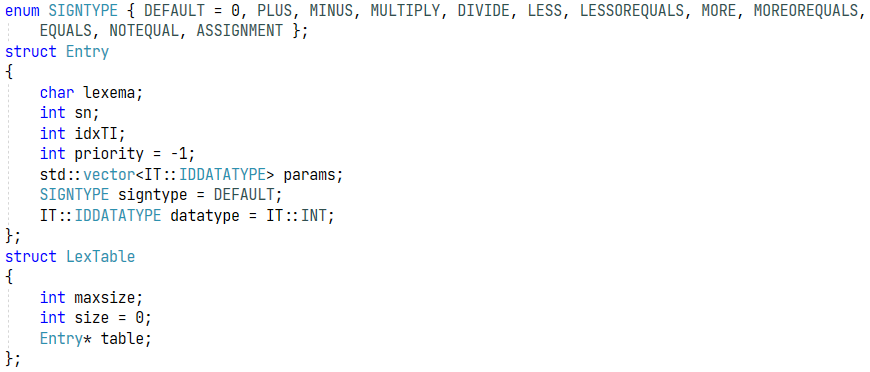 enum SIGNTYPE { DEFAULT = 0, PLUS, MINUS, MULTIPLY, DIVIDE, LESS, LESSOREQUALS, MORE, MOREOREQUALS,
    EQUALS, NOTEQUAL, ASSIGNMENT };
struct Entry
{
    char lexema;
    int sn;
    int idxTI;
    int priority = -1;
    std::vector<IT::IDDATATYPE> params;
    SIGNTYPE signtype = DEFAULT;
    IT::IDDATATYPE datatype = IT::INT;
};
struct LexTable
{
    int maxsize;
    int size = 0;
    Entry* table;
};